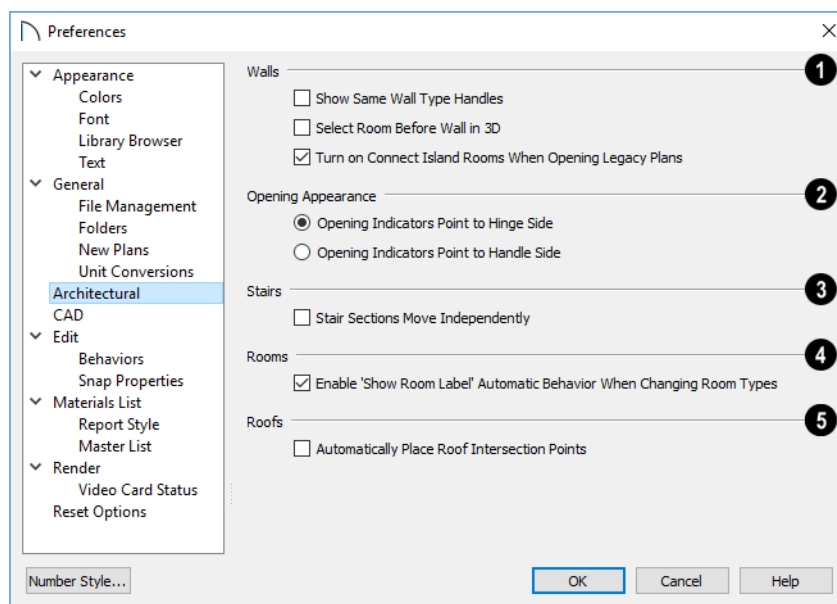 Preferences
Appearance
Colors
Font
Library Browser
Text
General
File Management
Folders
New Plans
Unit Conversions
Architectural
CAD
Edit
Behaviors
Snap Properties
Materials List
Report Style
Master List
Render
Video Card Status
Reset Options
Walls
1
Show Same Wall Type Handles
Select Room Before Wall in 3D
Turn on Connect Island Rooms When Opening Legacy Plans
Opening Appearance
2
Opening Indicators Point to Hinge Side
Opening Indicators Point to Handle Side
Stairs
3
Stair Sections Move Independently
Rooms
4
Enable 'Show Room Label' Automatic Behavior When Changing Room Types
Roofs
5
Automatically Place Roof Intersection Points
Number Style...
OK
Cancel
Help